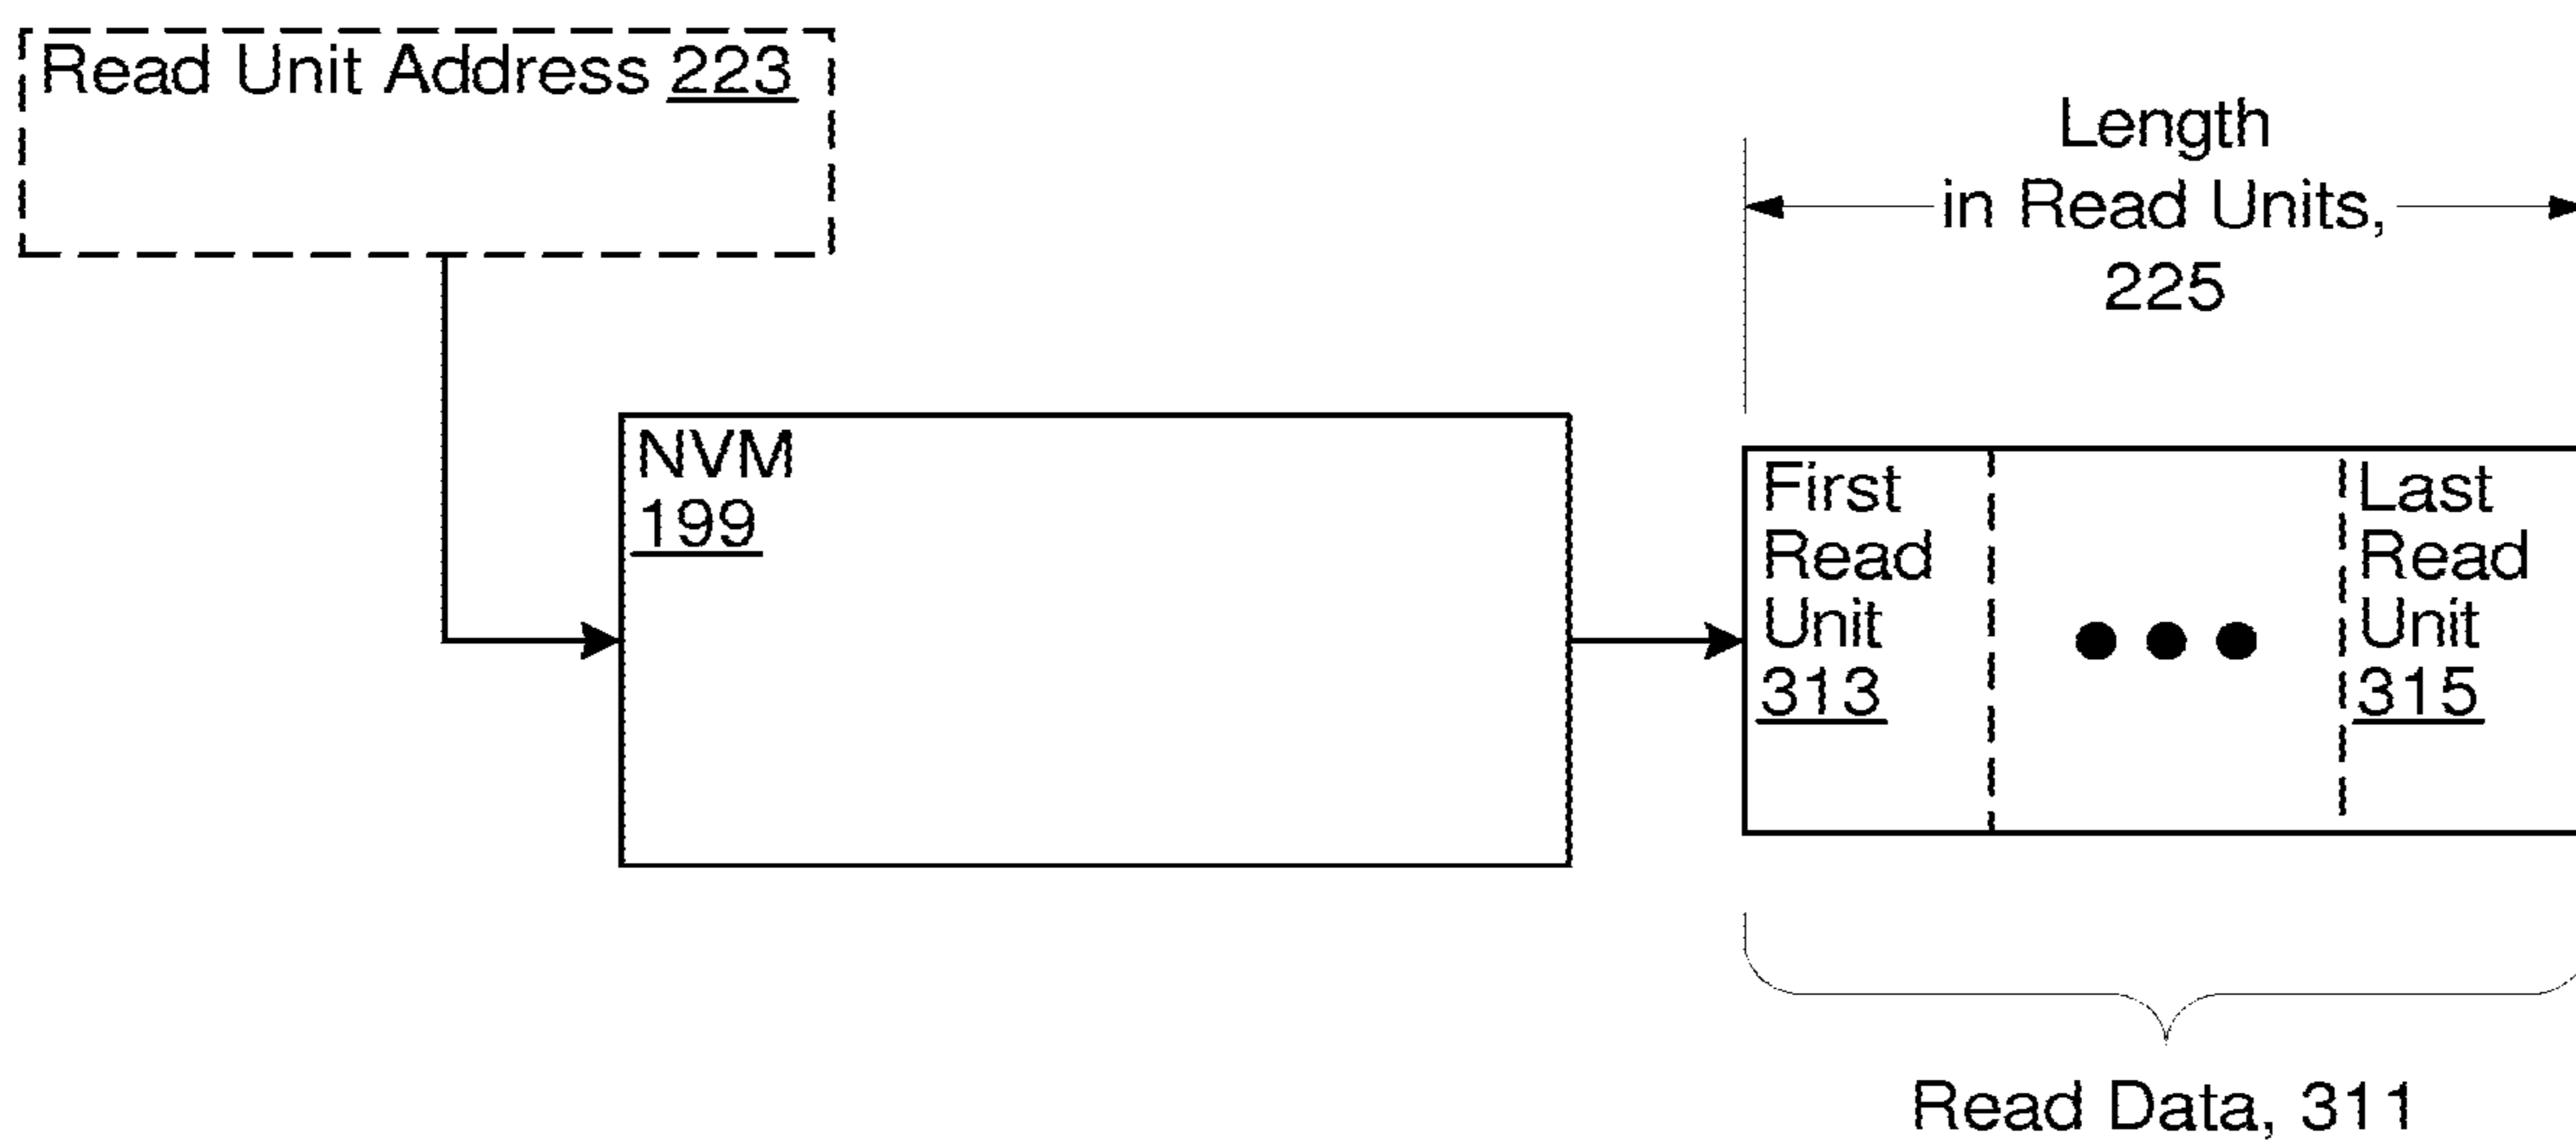 Read Unit Address 223
Length
in Read Units,
225
NVM
199
First
Read
Unit
313
Last
Read
Unit
315
Read Data, 311